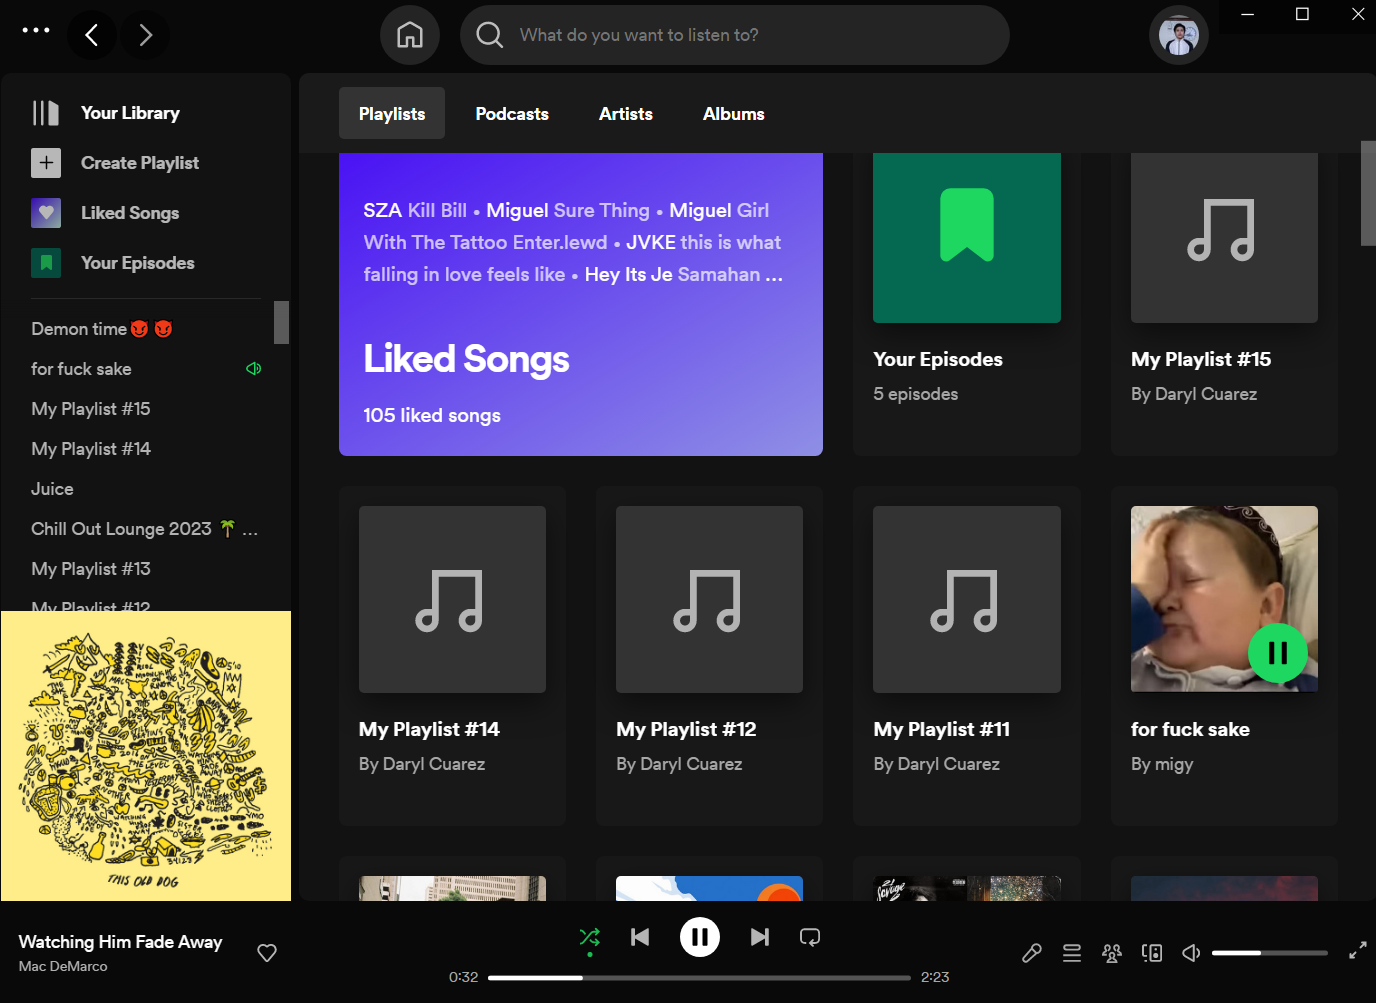 What do you want to listen to?
Your Library
Create Playlist
Liked Songs
Your Episodes
Demon time😈😈
for fuck sake
My Playlist #15
My Playlist #14
Juice
Chill Out Lounge 2023 🌴 ...
My Playlist #13
My Playlist #12
THIS OLD DOG
Playlists Podcasts Artists Albums
SZA Kill Bill • Miguel Sure Thing • Miguel Girl
With The Tattoo Enter.lewd • JVKE this is what
falling in love feels like • Hey Its Je Samahan ...
Liked Songs
105 liked songs
Your Episodes
5 episodes
My Playlist #15
By Daryl Cuarez
My Playlist #14
By Daryl Cuarez
My Playlist #12
By Daryl Cuarez
My Playlist #11
By Daryl Cuarez
for fuck sake
By migy
21
Savage
Watching Him Fade Away
Mac DeMarco
0:32
2:23